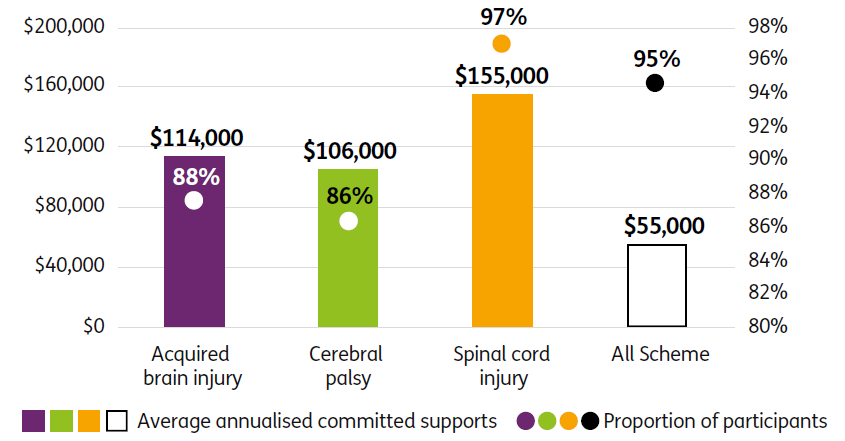 $200,000
$160,000
$120,000
$80,000
$40,000
$0
98%
96%
94%
92%
90%
88%
86%
84%
82%
80%
$114,000
88%
$106,000
86%
97%
$155,000
95%
$55,000
Acquired
brain injury
Cerebral
palsy
Spinal cord
injury
All Scheme
Average annualised committed supports
Proportion of participants